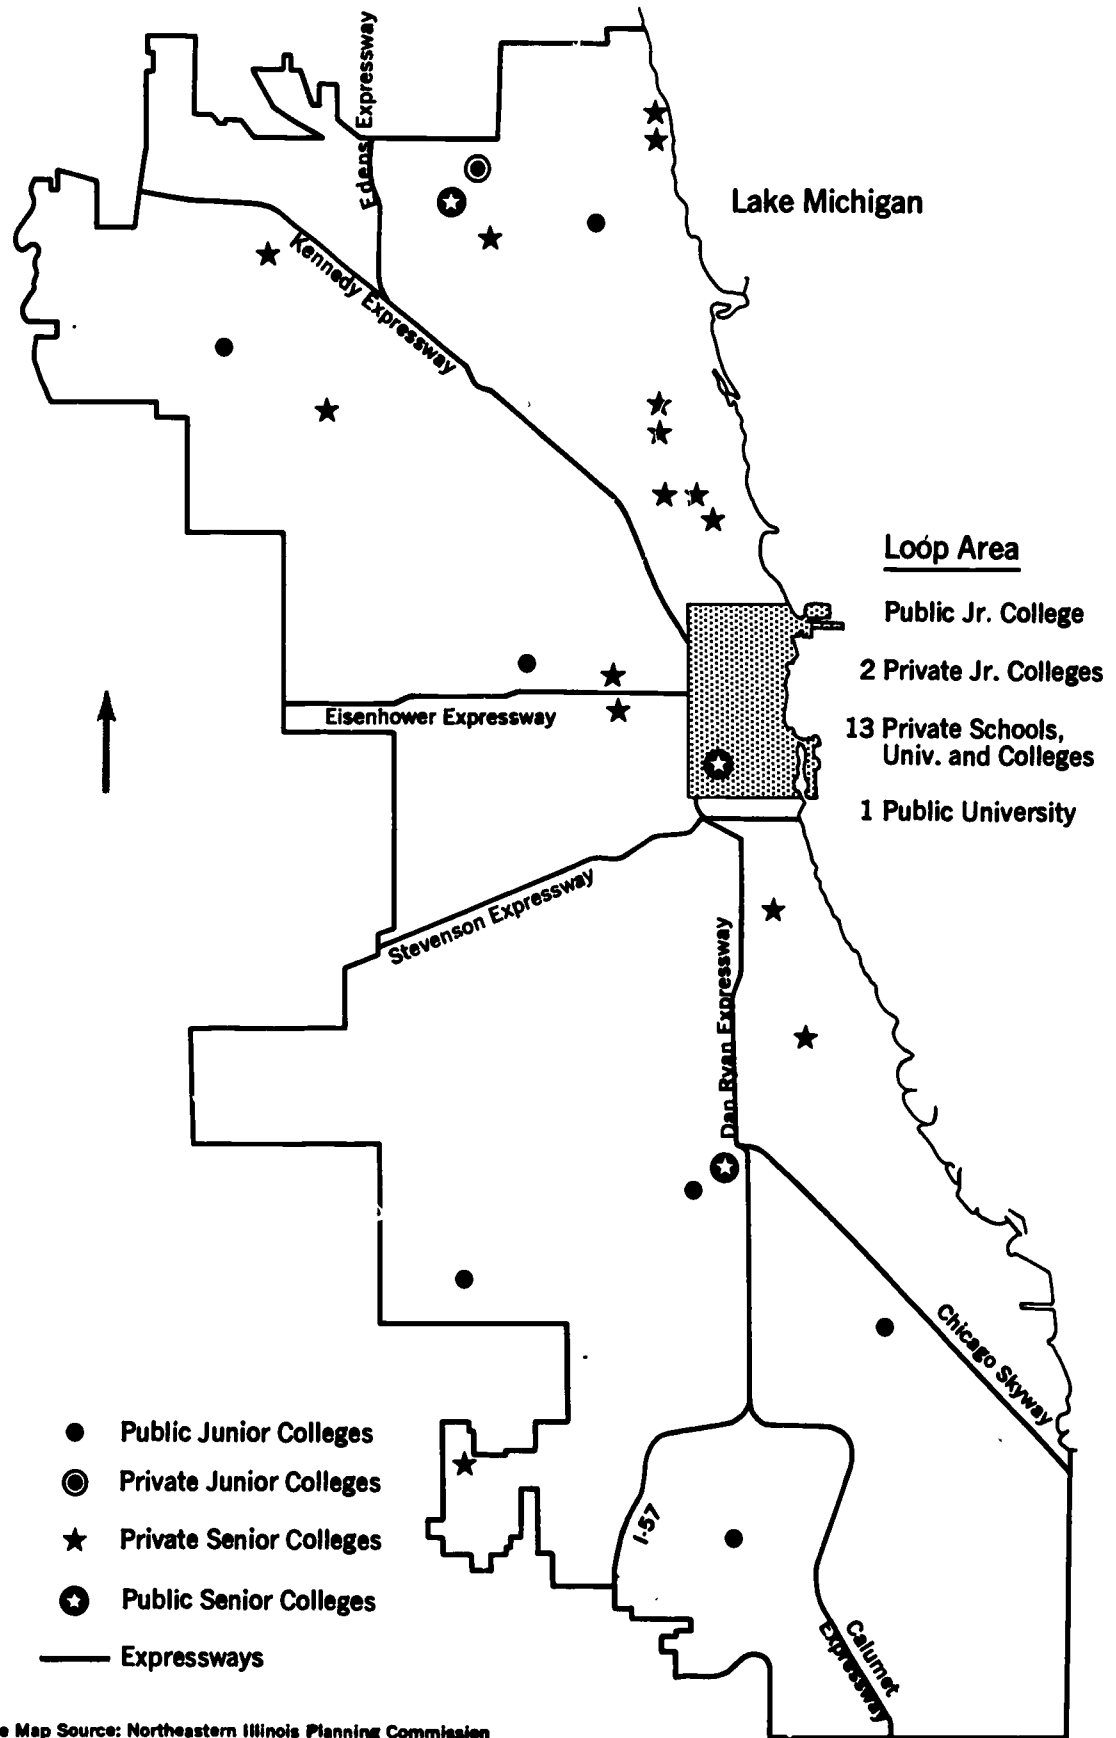 Edens Expressway
Lake Michigan
Kennedy Expressway
Loop Area
Public Jr. College
2 Private Jr. Colleges
13 Private Schools,
Univ. and Colleges
1 Public University
Eisenhower Expressway
Stevenson Expressway
Dan Ryan Expressway
Chicago Skyway
I-57
Calumet
Expressway
Public Junior Colleges
Private Junior Colleges
Private Senior Colleges
Public Senior Colleges
Expressways
Map Source: Northeastern Illinois Planning Commission